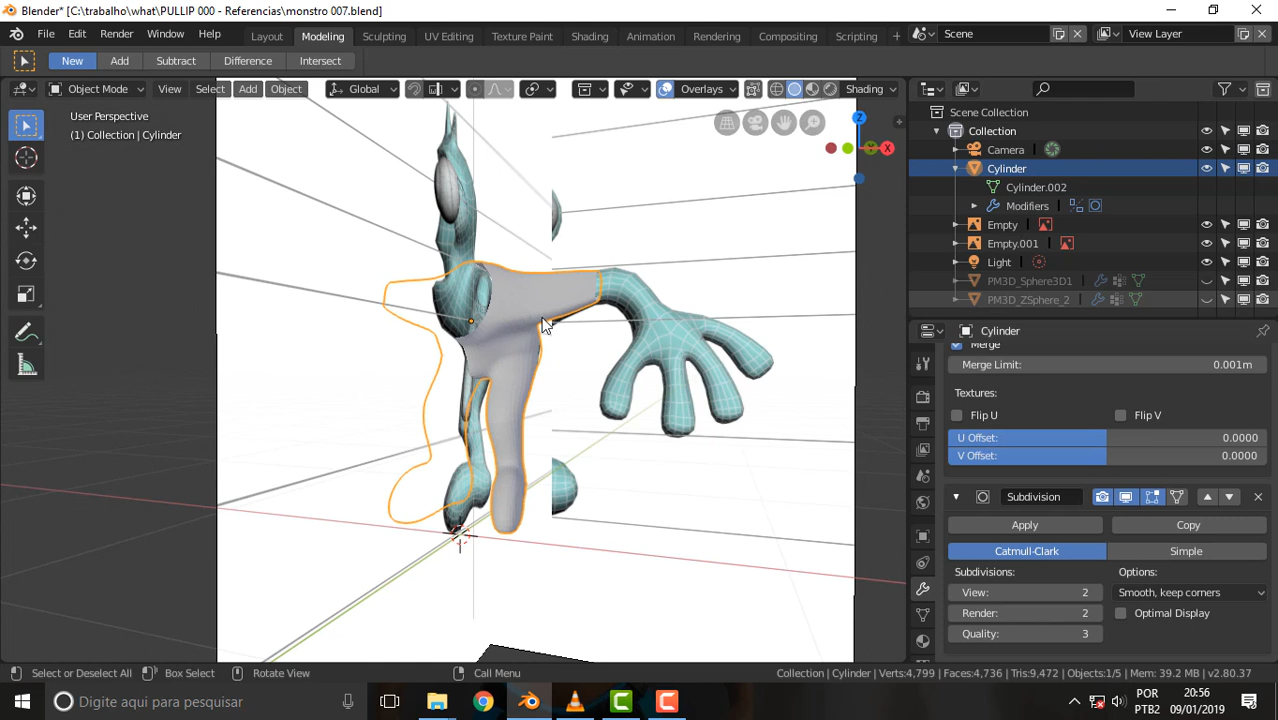 Blender* [C:\trabalho\what\PULLIP 000 - Referencias\monstro 007.blend]
File Edit Render Window Help Layout Modeling Sculpting UV Editing Texture Paint Shading Animation Rendering Compositing Scripting + Scene View Layer
New Add Subtract Difference Intersect
Object Mode View Select Add Object Global Overlays Shading
User Perspective
(1) Collection | Cylinder
Z
X
Y
Scene Collection
Collection
Camera
Cylinder
Cylinder.002
Modifiers
Empty
Empty.001
Light
PM3D_Sphere3D1
PM3D_ZSphere_2
Cylinder
Merge
Merge Limit: 0.001m
Textures:
Flip U Flip V
U Offset: 0.0000
V Offset: 0.0000
Subdivision
Apply Copy
Catmull-Clark Simple
Subdivisions: Options:
View: 2 Smooth, keep corners
Render: 2 Optimal Display
Quality: 3
Select or Deselect All Box Select Rotate View Call Menu Collection | Cylinder | Verts:4,799 | Faces:4,736 | Tris:9,472 | Objects:1/5 | Mem: 39.2 MB | v2.80.37
Digite aqui para pesquisar
POR
PTB2
20:56
09/01/2019